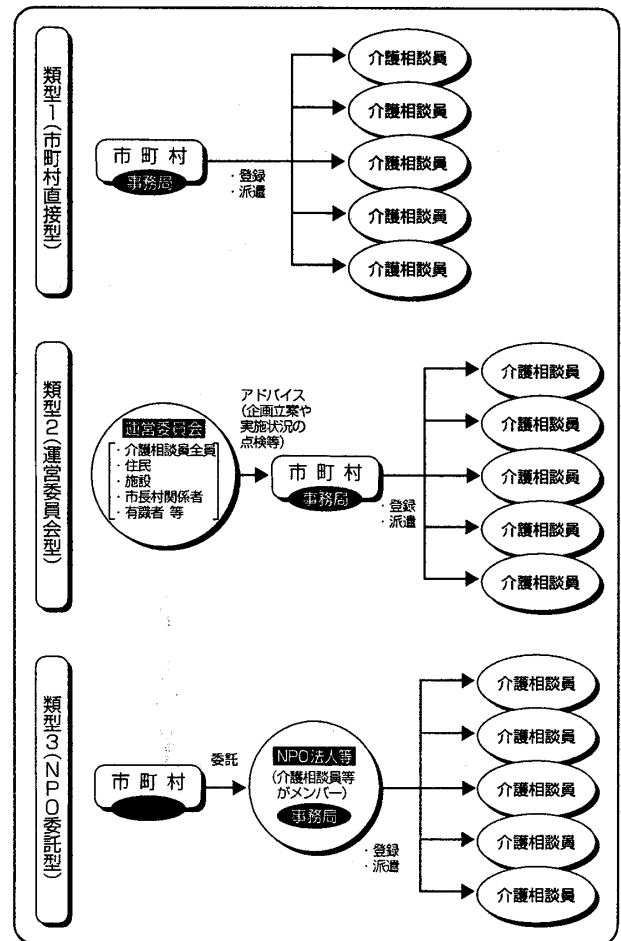 類型1(市町村直接型)
市町村
事務局
・登録
・派遣
介護相談員
介護相談員
介護相談員
介護相談員
介護相談員
類型2(運営委員会型)
運営委員会
・介護相談員全員
・住民
・施設
・市長村関係者
・有識者 等
アドバイス
(企画立案や
実施状況の
点検等)
市町村
事務局
・登録
・派遣
介護相談員
介護相談員
介護相談員
介護相談員
介護相談員
類型3(NPO委託型)
市町村
委託
NPO法人等
(介護相談員等
がメンバー)
事務局
・登録
・派遣
介護相談員
介護相談員
介護相談員
介護相談員
介護相談員